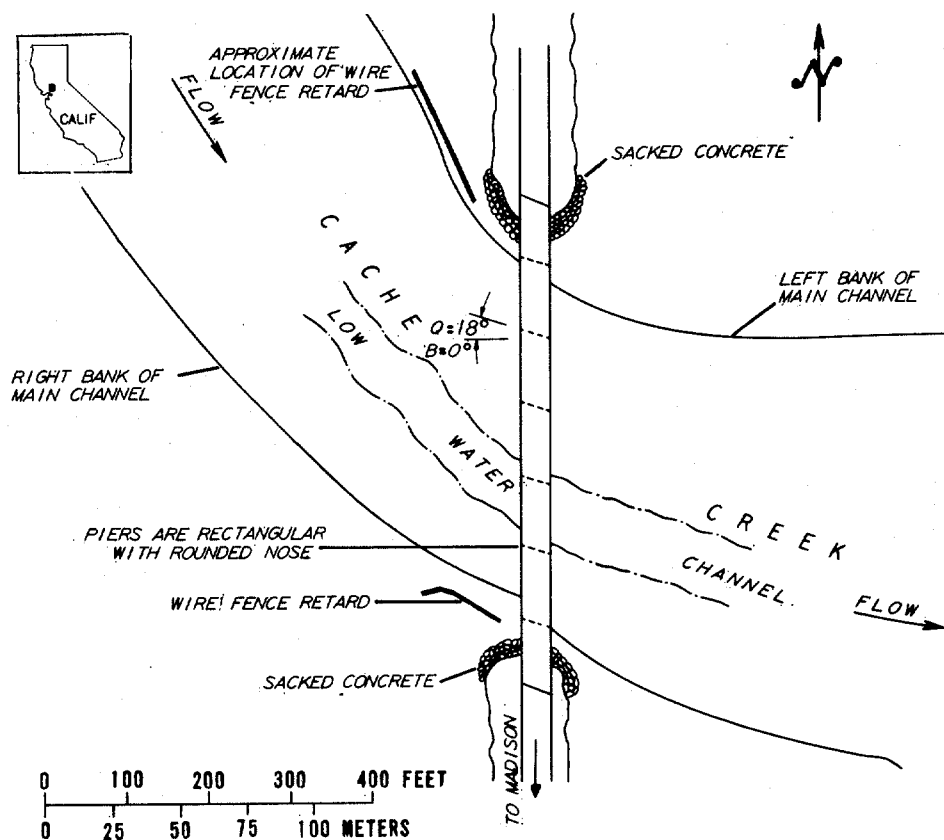 APPROXIMATE
LOCATION OF WIRE
FENCE RETARD
FLOW
CALIF
N
SACKED CONCRETE
CACHE
LEFT BANK OF
MAIN CHANNEL
LOW
Q=18°
B=0°
RIGHT BANK OF
MAIN CHANNEL
WATER
CREEK
PIERS ARE RECTANGULAR
WITH ROUNDED NOSE
CHANNEL
WIRE FENCE RETARD
FLOW
SACKED CONCRETE
TO MADISON
0 100 200 300 400 FEET
0 25 50 75 100 METERS